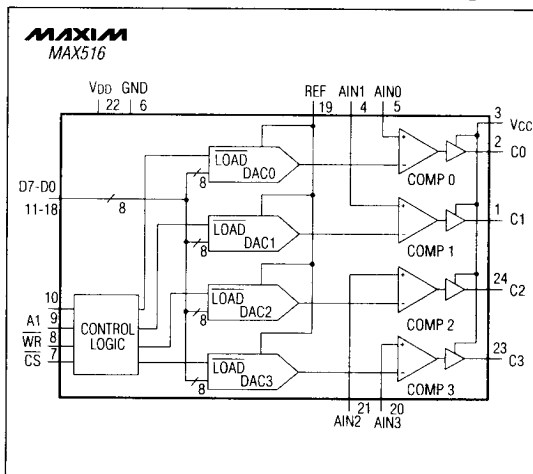 MAXIM
MAX516
VDD GND
22 6
REF AIN1 AIN0
19 4 5
3 VCC
2 C0
LOAD
DAC0
8
COMP 0
D7-D0
11-18
8
1 C1
LOAD
DAC1
8
COMP 1
24 C2
LOAD
DAC2
8
COMP 2
10
A1 9
WR 8
CS 7
CONTROL
LOGIC
23 C3
LOAD
DAC3
8
COMP 3
21 20
AIN2 AIN3